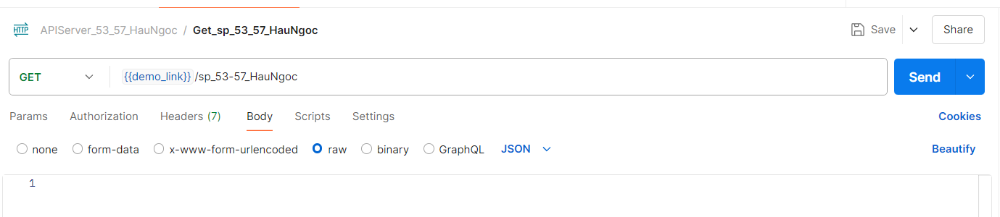 HTTP APIServer_53_57_HauNgoc / Get_sp_53_57_HauNgoc Save Share
GET {{demo_link}}/sp_53-57_HauNgoc Send
Params Authorization Headers (7) Body Scripts Settings Cookies
none form-data x-www-form-urlencoded raw binary GraphQL JSON Beautify
1